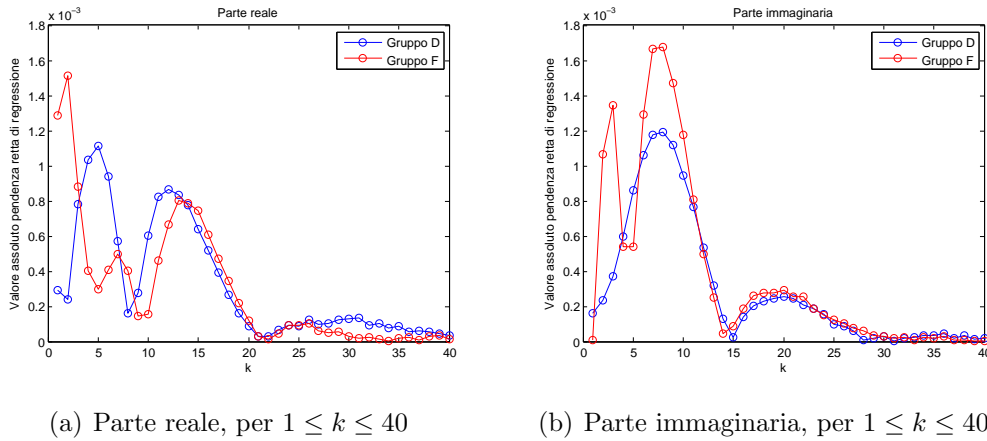 Parte reale
x 10⁻³
Valore assoluto pendenza retta di regressione
1.8
1.6
1.4
1.2
1
0.8
0.6
0.4
0.2
0
0 5 10 15 20 25 30 35 40
k
Gruppo D
Gruppo F
(a) Parte reale, per 1 ≤ k ≤ 40
Parte immaginaria
x 10⁻³
Valore assoluto pendenza retta di regressione
1.8
1.6
1.4
1.2
1
0.8
0.6
0.4
0.2
0
0 5 10 15 20 25 30 35 40
k
Gruppo D
Gruppo F
(b) Parte immaginaria, per 1 ≤ k ≤ 40